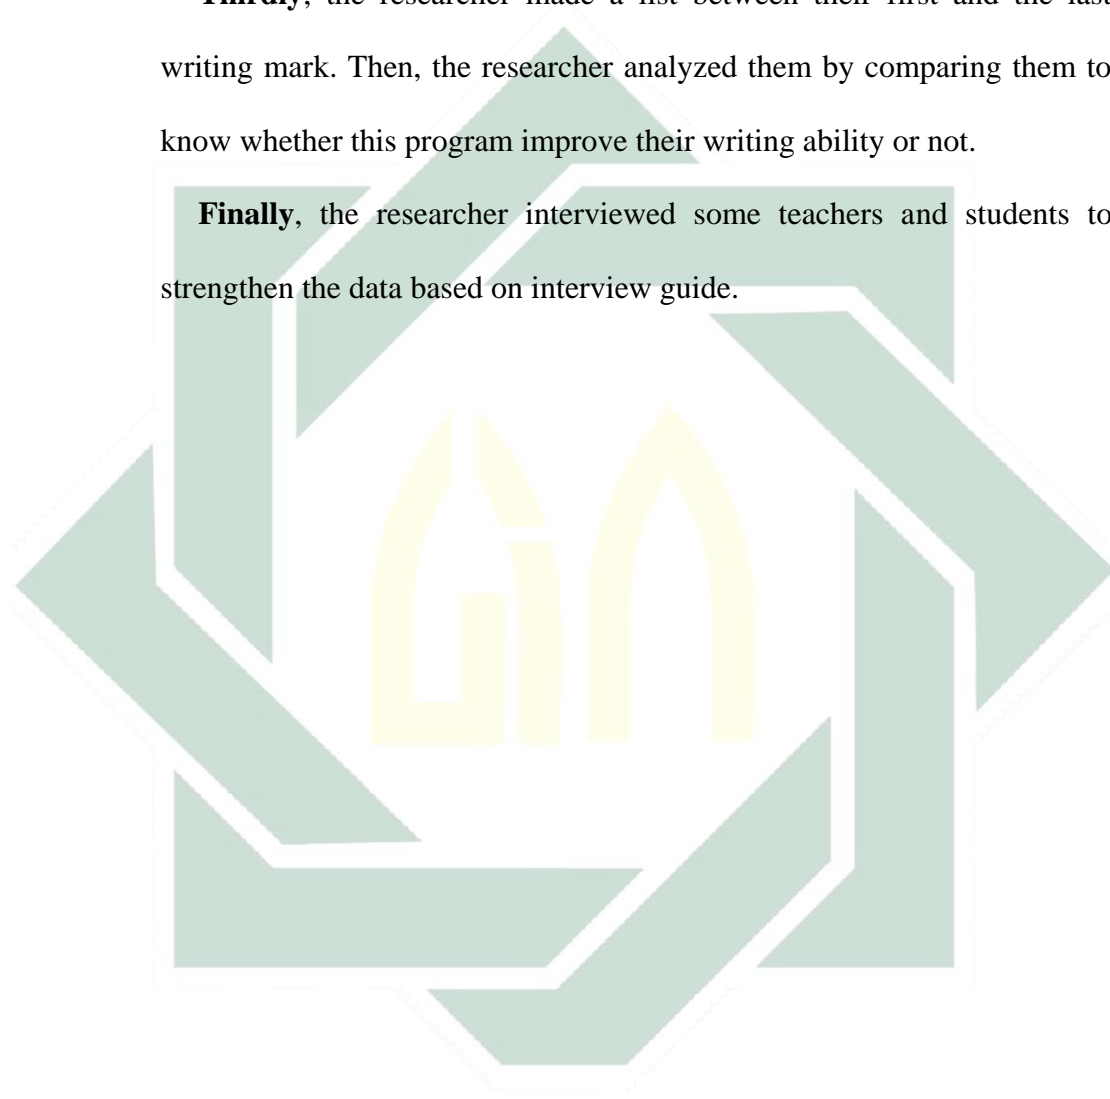 Thirdly, the researcher made a list between their first and the last
writing mark. Then, the researcher analyzed them by comparing them to
know whether this program improve their writing ability or not.
Finally, the researcher interviewed some teachers and students to
strengthen the data based on interview guide.